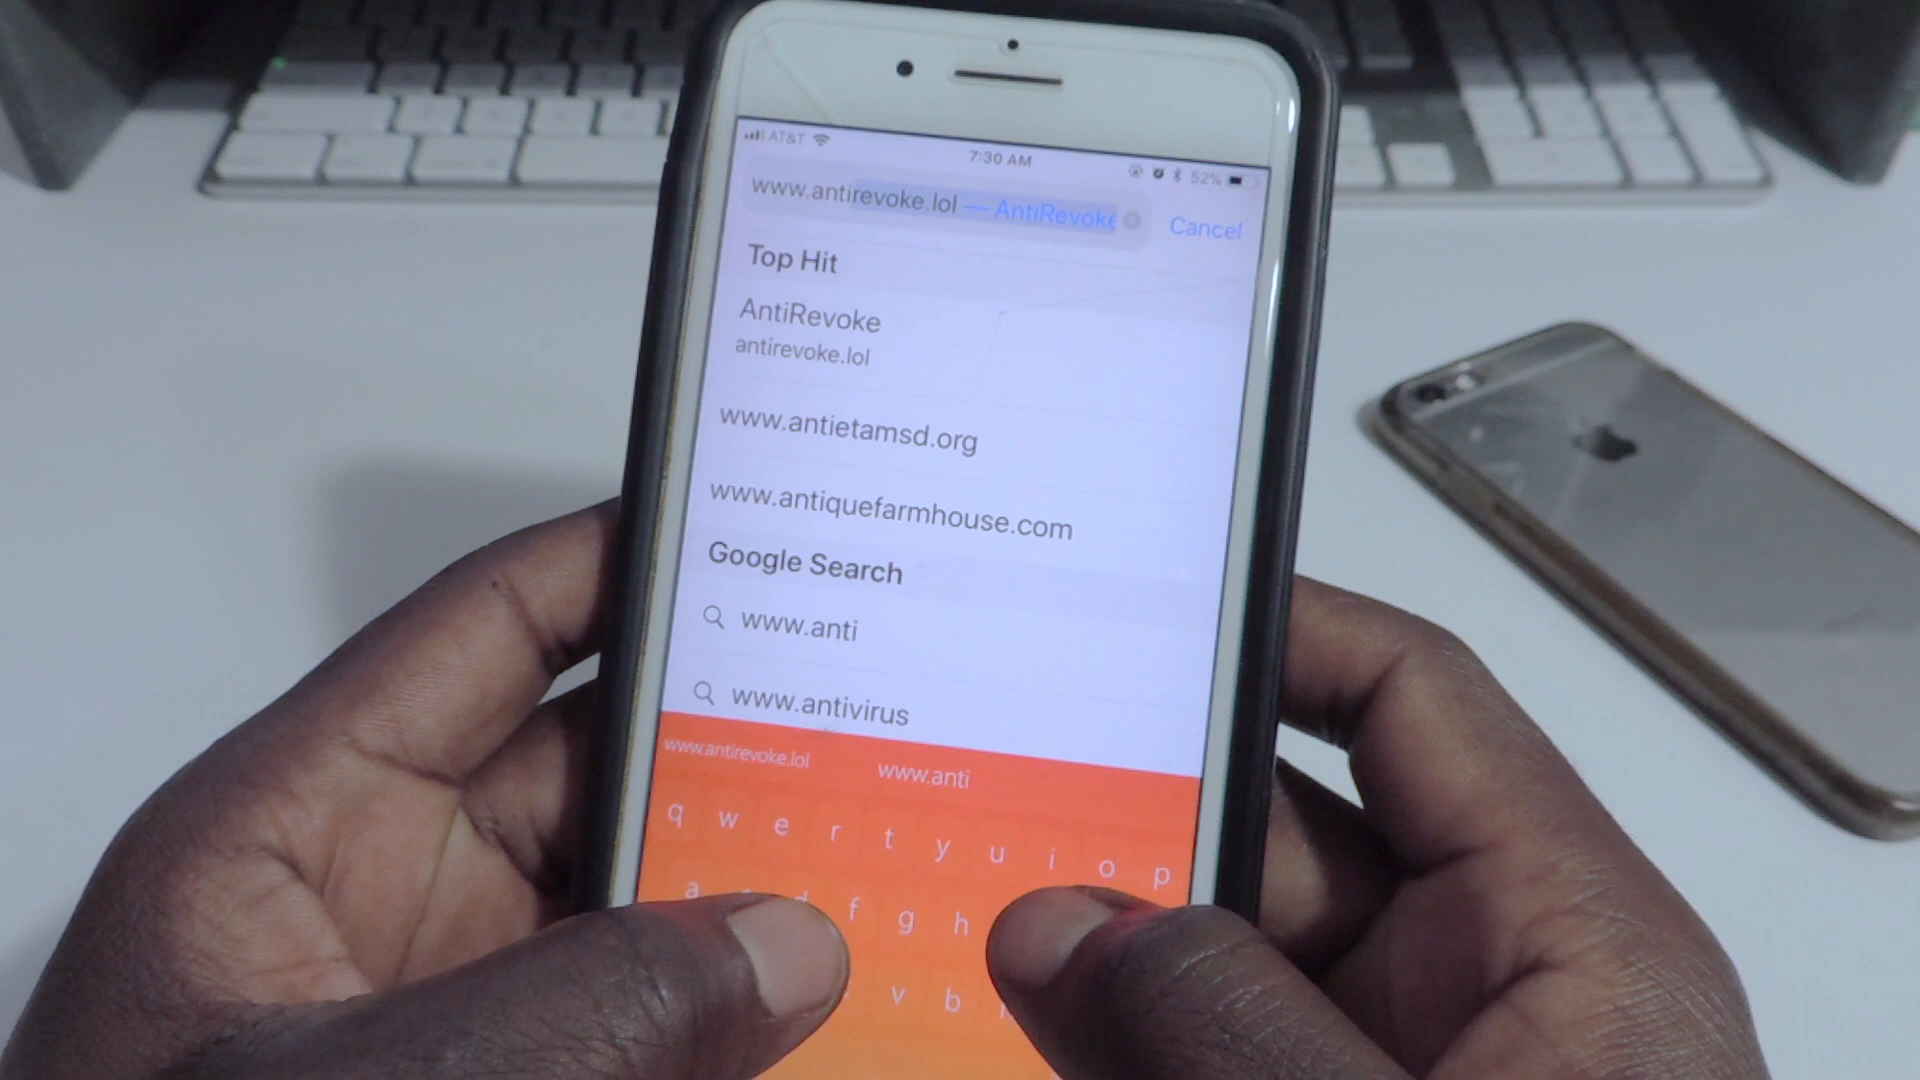 AT&T
7:30 AM
52%
www.antirevoke.lol — AntiRevoke
Cancel
Top Hit
AntiRevoke
antirevoke.lol
www.antietamsd.org
www.antiquefarmhouse.com
Google Search
www.anti
www.antivirus
www.antirevoke.lol
www.anti
q w e r t y u i o p
a d f g h
v b